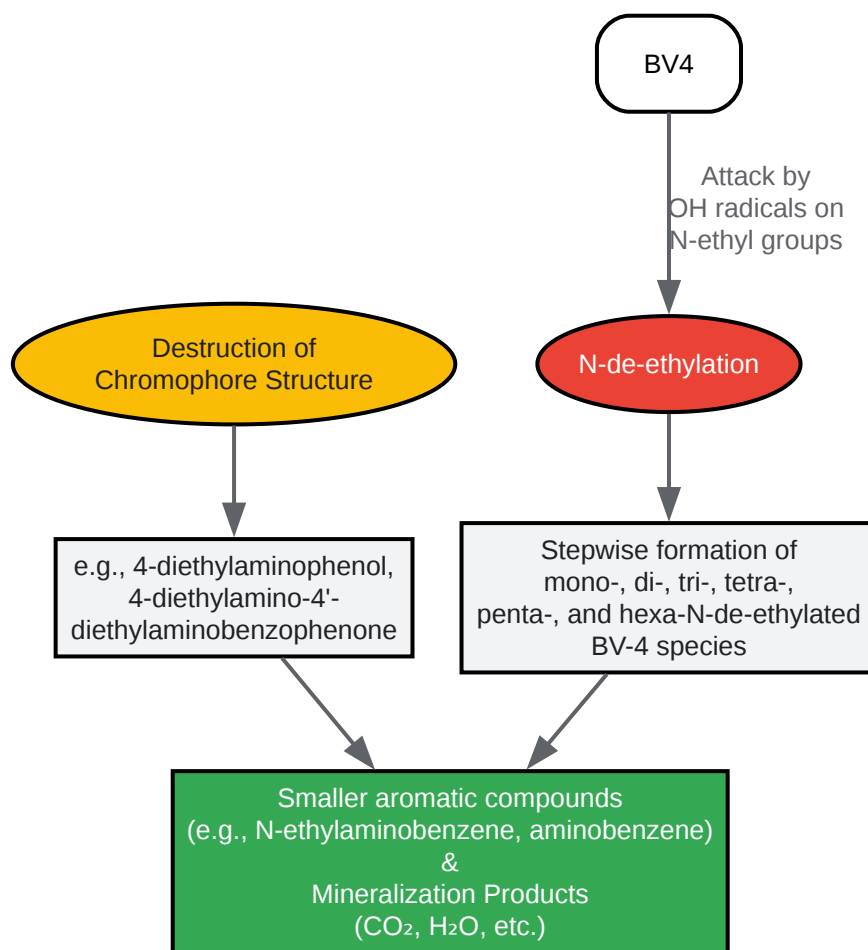 BV4
Attack by
OH radicals on
N-ethyl groups
Destruction of
Chromophore Structure
N-de-ethylation
e.g., 4-diethylaminophenol,
4-diethylamino-4'-
diethylaminobenzophenone
Stepwise formation of
mono-, di-, tri-, tetra-,
penta-, and hexa-N-de-ethylated
BV-4 species
Smaller aromatic compounds
(e.g., N-ethylaminobenzene, aminobenzene)
&
Mineralization Products
(CO₂, H₂O, etc.)